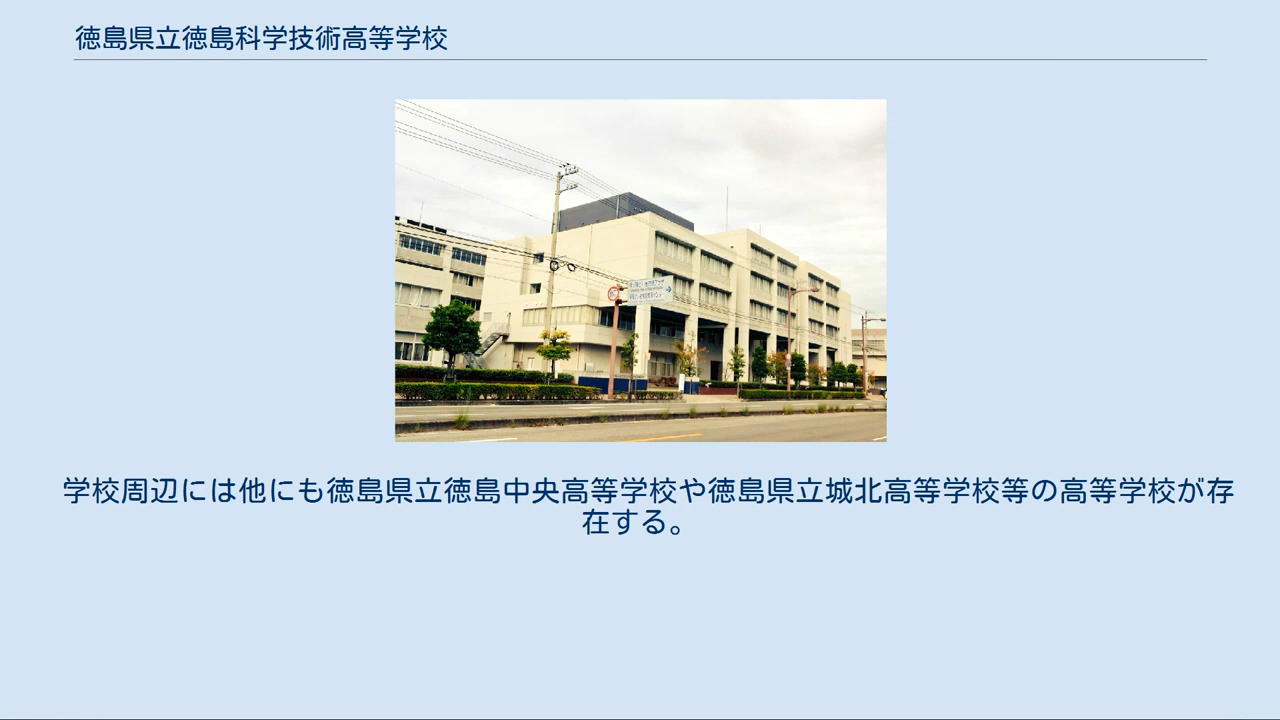 徳島県立徳島科学技術高等学校
学校周辺には他にも徳島県立徳島中央高等学校や徳島県立城北高等学校等の高等学校が存
在する。